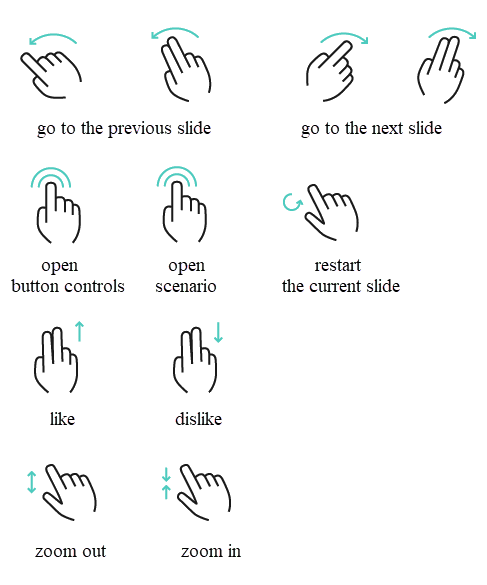 go to the previous slide
go to the next slide
open
button controls
open
scenario
restart
the current slide
like
dislike
zoom out
zoom in